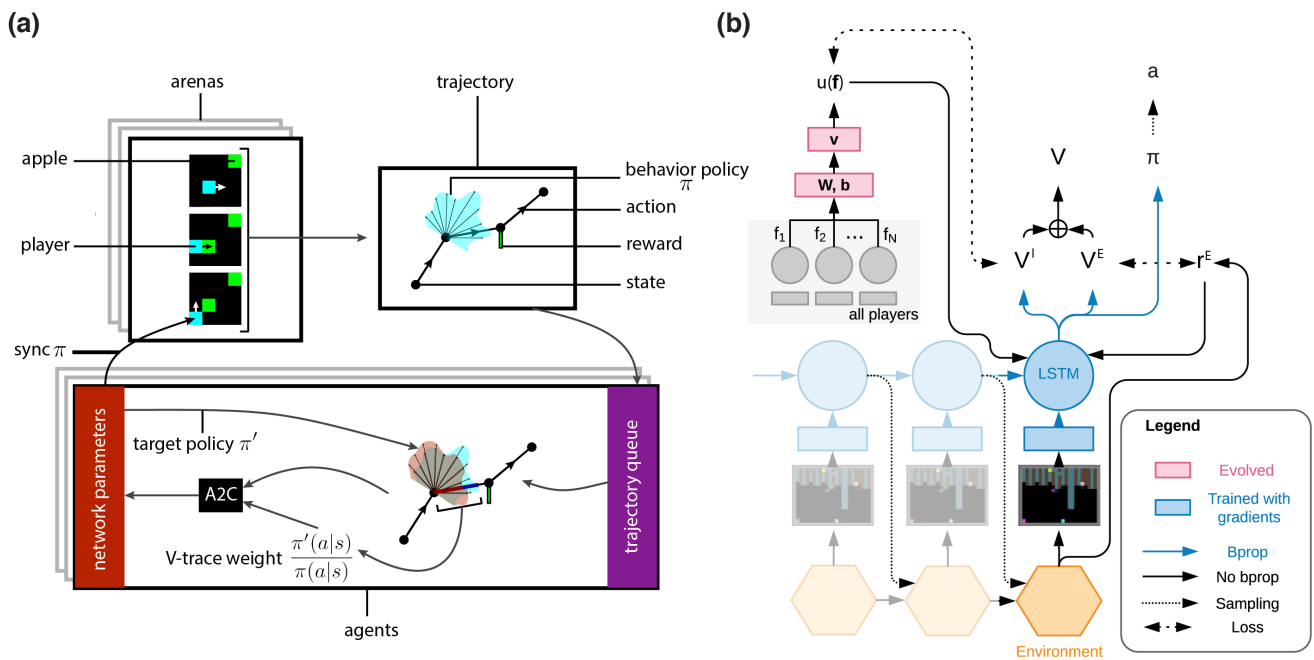 (a)
arenas
trajectory
apple
player
sync π
behavior policy
π
action
reward
state
network parameters
target policy π′
A2C
V-trace weight π′(a|s)
π(a|s)
trajectory queue
agents
(b)
u(f)
v
W, b
f1 f2 ... fN
all players
a
V
π
V^I V^E r^E
LSTM
Environment
Legend
Evolved
Trained with
gradients
Bprop
No bprop
Sampling
Loss